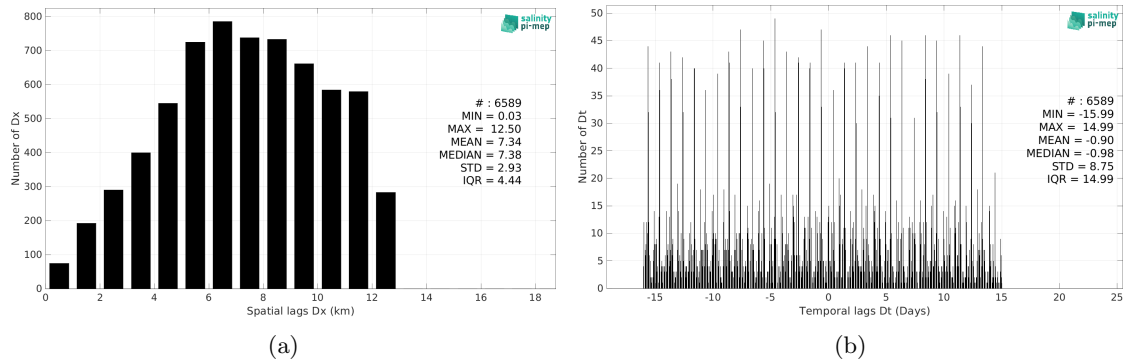 800
700
600
500
400
300
200
100
0
Number of Dx
0 2 4 6 8 10 12 14 16 18
Spatial lags Dx (km)
salinity
pi-mep
# : 6589
MIN = 0.03
MAX = 12.50
MEAN = 7.34
MEDIAN = 7.38
STD = 2.93
IQR = 4.44
(a)
50
45
40
35
30
25
20
15
10
5
0
Number of Dt
-15 -10 -5 0 5 10 15 20 25
Temporal lags Dt (Days)
salinity
pi-mep
# : 6589
MIN = -15.99
MAX = 14.99
MEAN = -0.90
MEDIAN = -0.98
STD = 8.75
IQR = 14.99
(b)